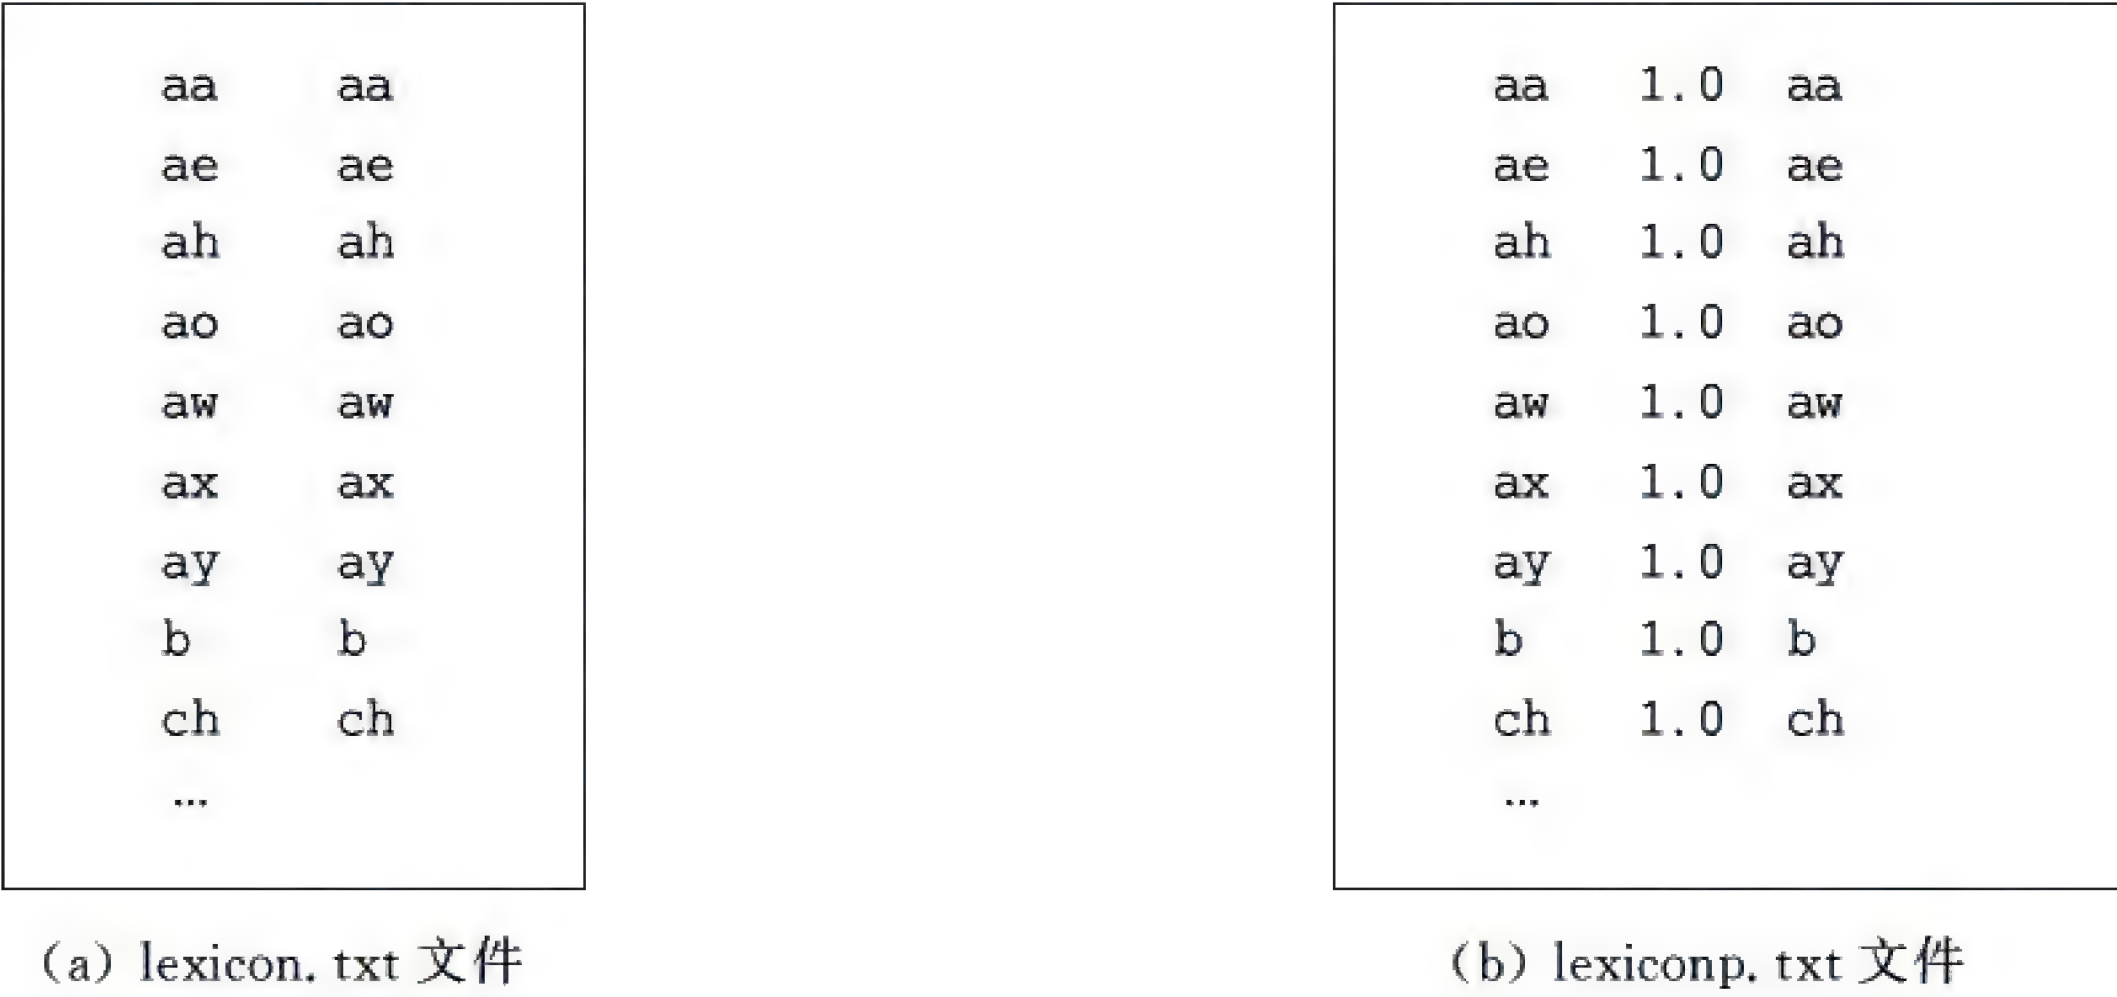 aa aa
ae ae
ah ah
ao ao
aw aw
ax ax
ay ay
b b
ch ch
…
(a) lexicon. txt 文件
aa 1.0 aa
ae 1.0 ae
ah 1.0 ah
ao 1.0 ao
aw 1.0 aw
ax 1.0 ax
ay 1.0 ay
b 1.0 b
ch 1.0 ch
…
(b) lexiconp. txt 文件